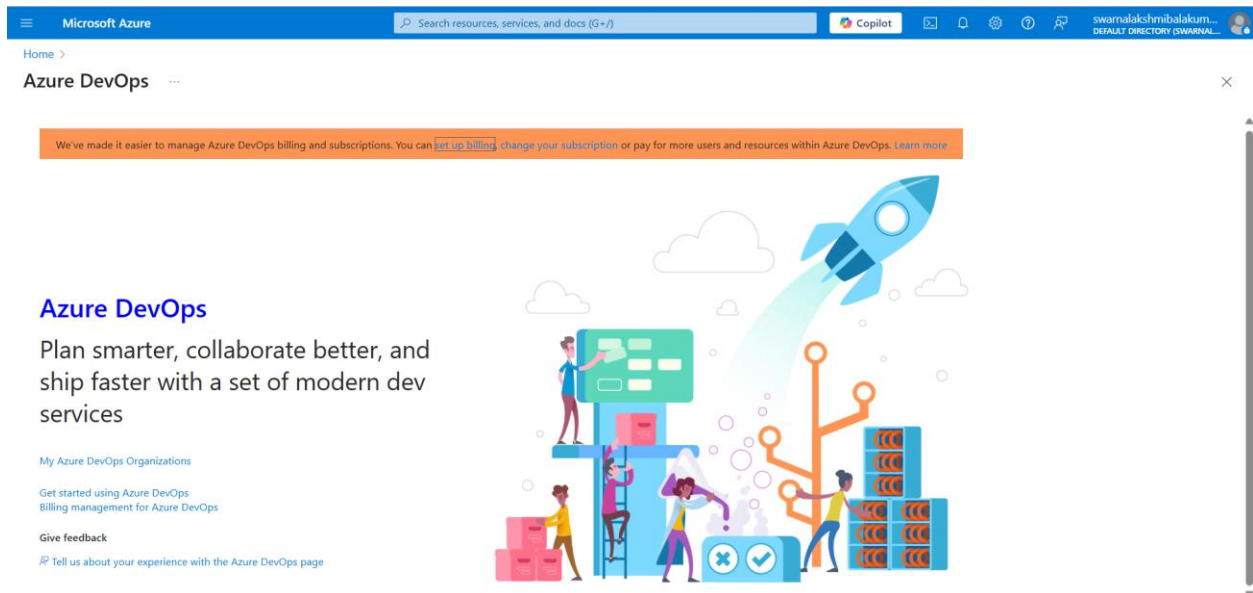 Microsoft Azure
Search resources, services, and docs (G+/)
Copilot
swarnalakshmibalakum...
DEFAULT DIRECTORY (SWARNAL...
Home >
Azure DevOps ...
We've made it easier to manage Azure DevOps billing and subscriptions. You can set up billing, change your subscription or pay for more users and resources within Azure DevOps. Learn more
Azure DevOps
Plan smarter, collaborate better, and
ship faster with a set of modern dev
services
My Azure DevOps Organizations
Get started using Azure DevOps
Billing management for Azure DevOps
Give feedback
Tell us about your experience with the Azure DevOps page